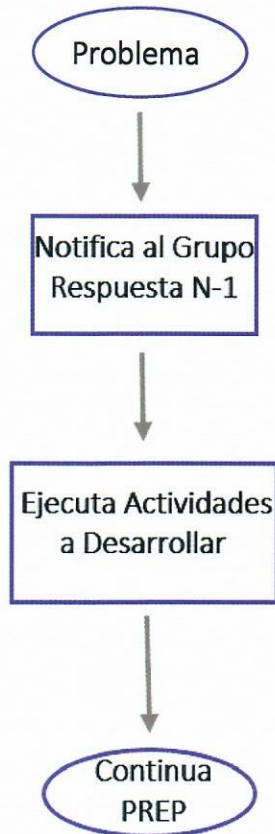 Problema
Notifica al Grupo
Respuesta N-1
Ejecuta Actividades
a Desarrollar
Continua
PREP